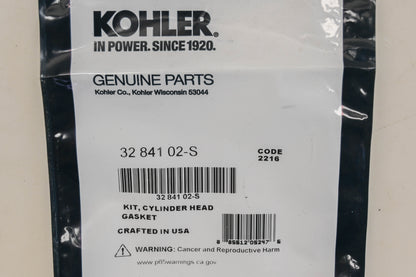 KOHLER®
IN POWER. SINCE 1920.
GENUINE PARTS
Kohler Co., Kohler Wisconsin 53044
32 841 02-S
CODE
2216
32 841 02-S
KIT, CYLINDER HEAD
GASKET
CRAFTED IN USA
WARNING: Cancer and Reproductive Harm
www.p65warnings.ca.gov